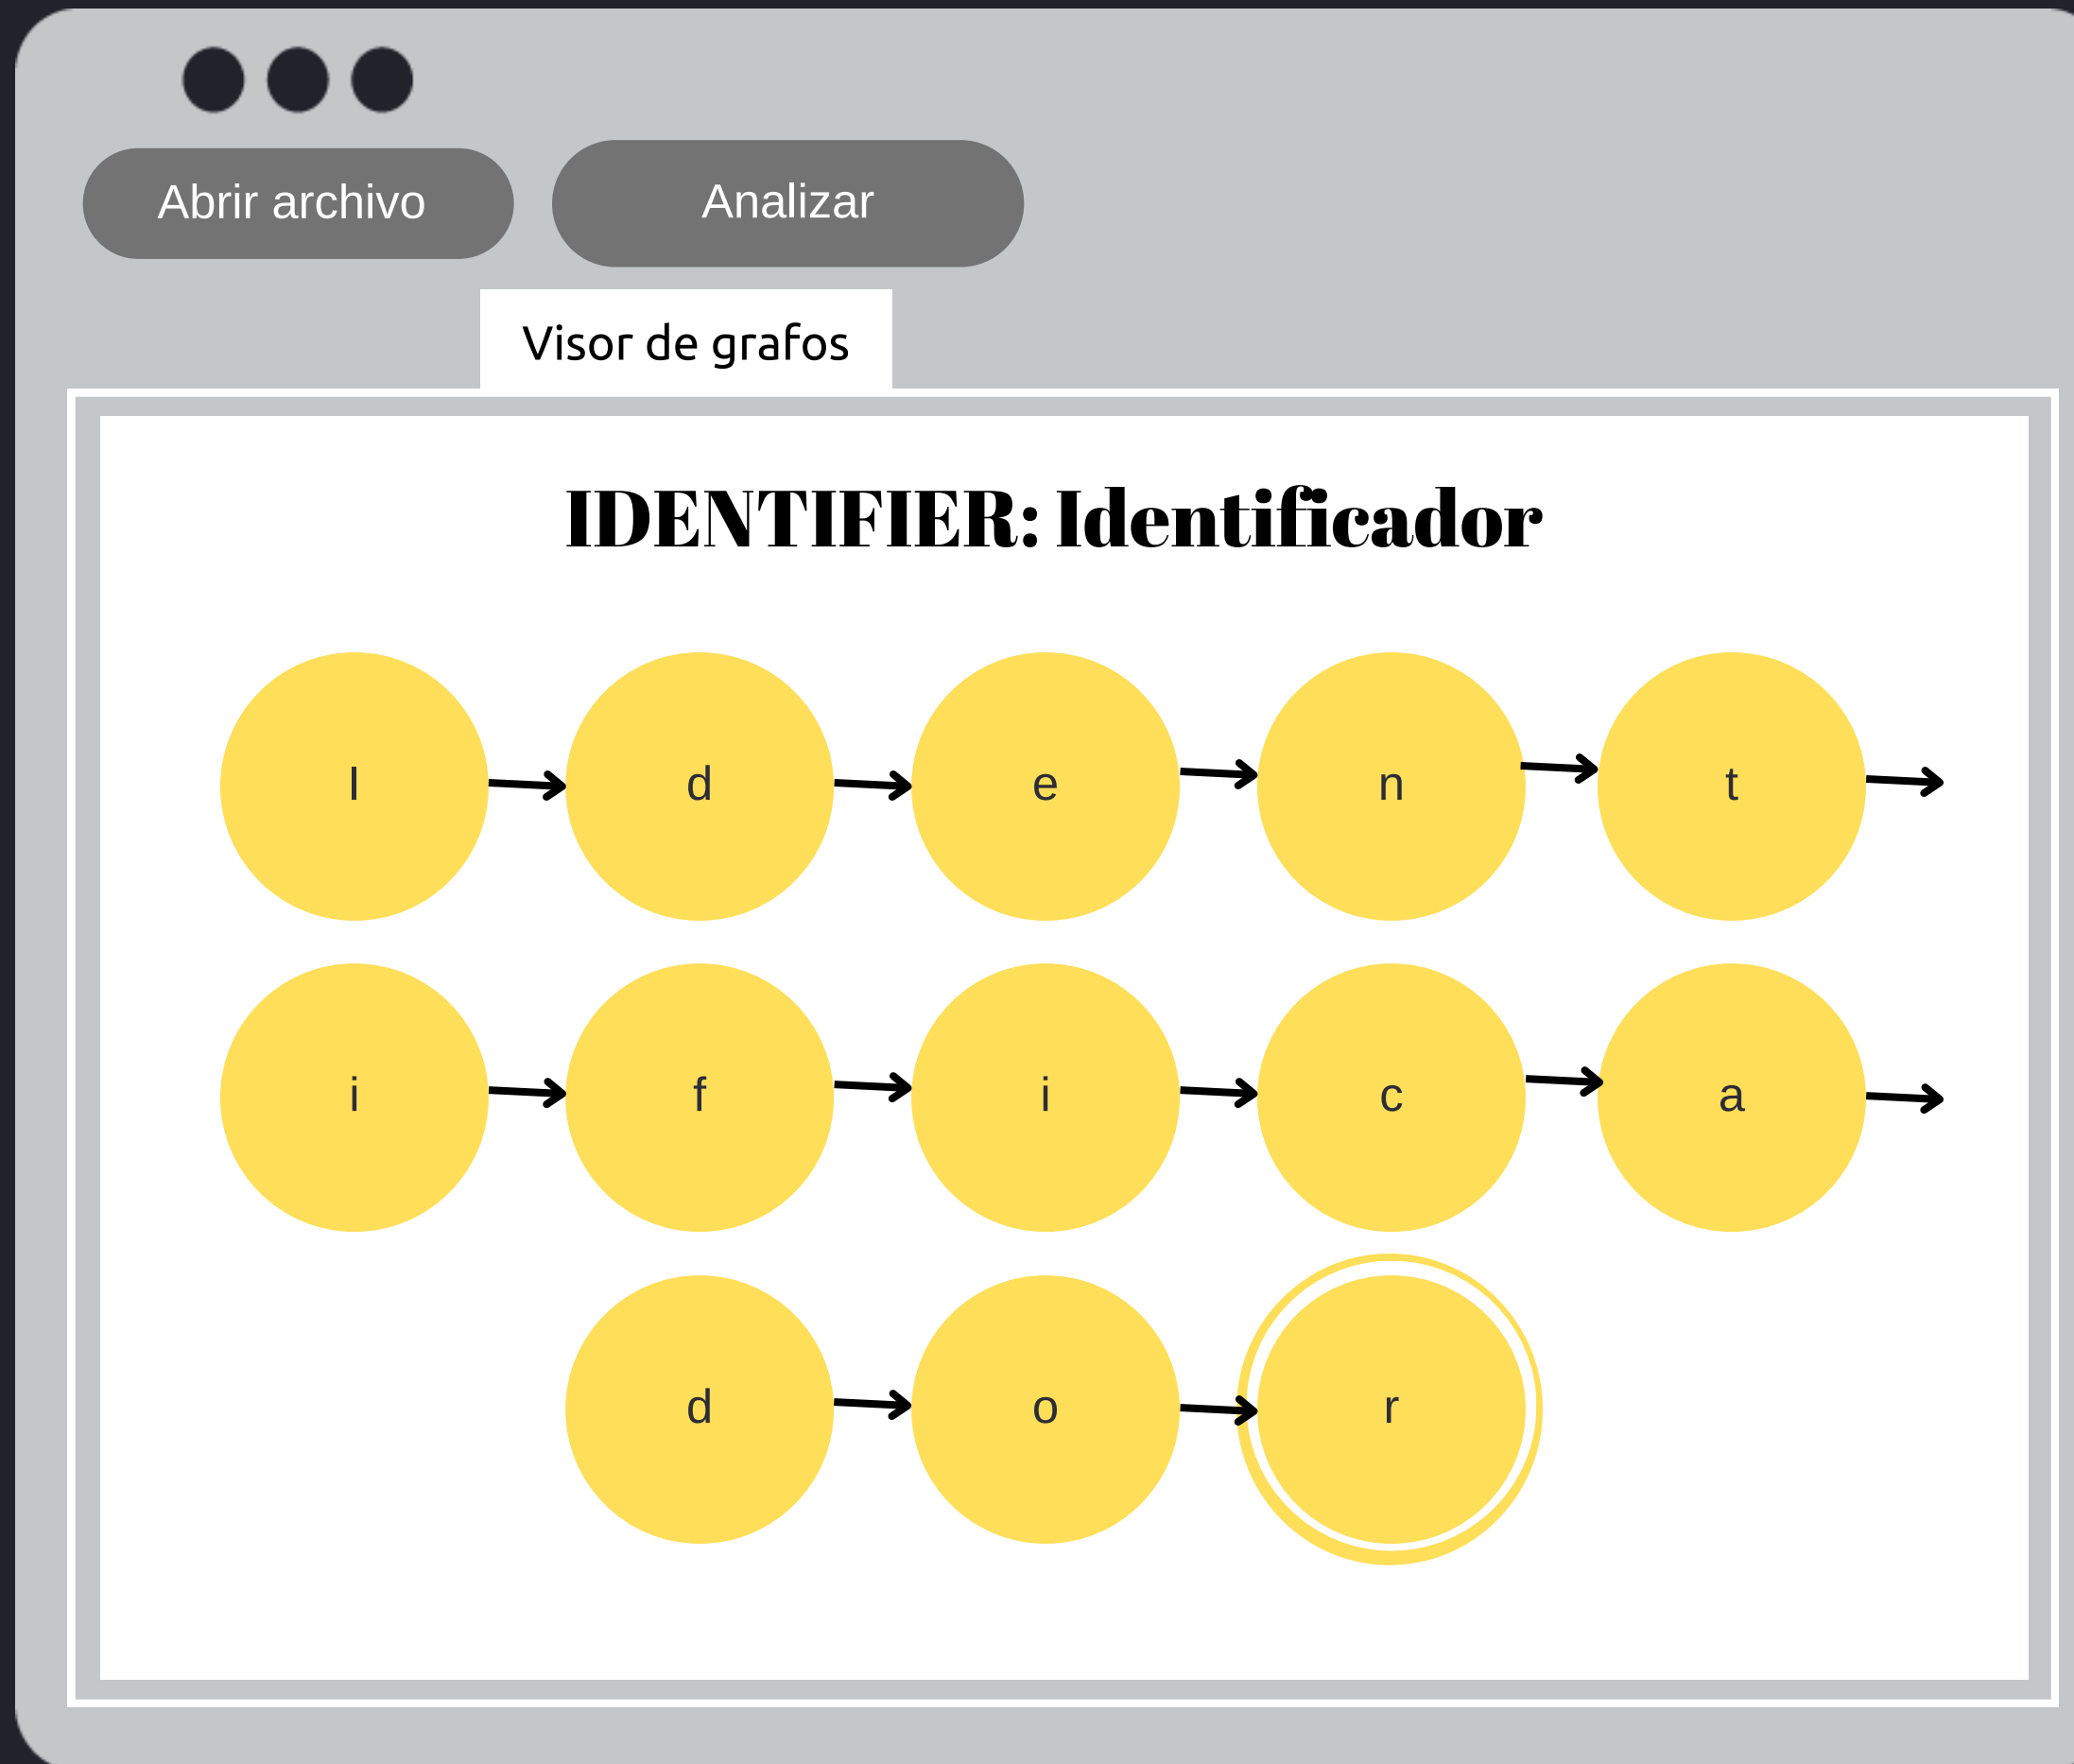 Abrir archivo Analizar
Visor de grafos
IDENTIFIER: Identificador
I d e n t
i f i c a
d o r